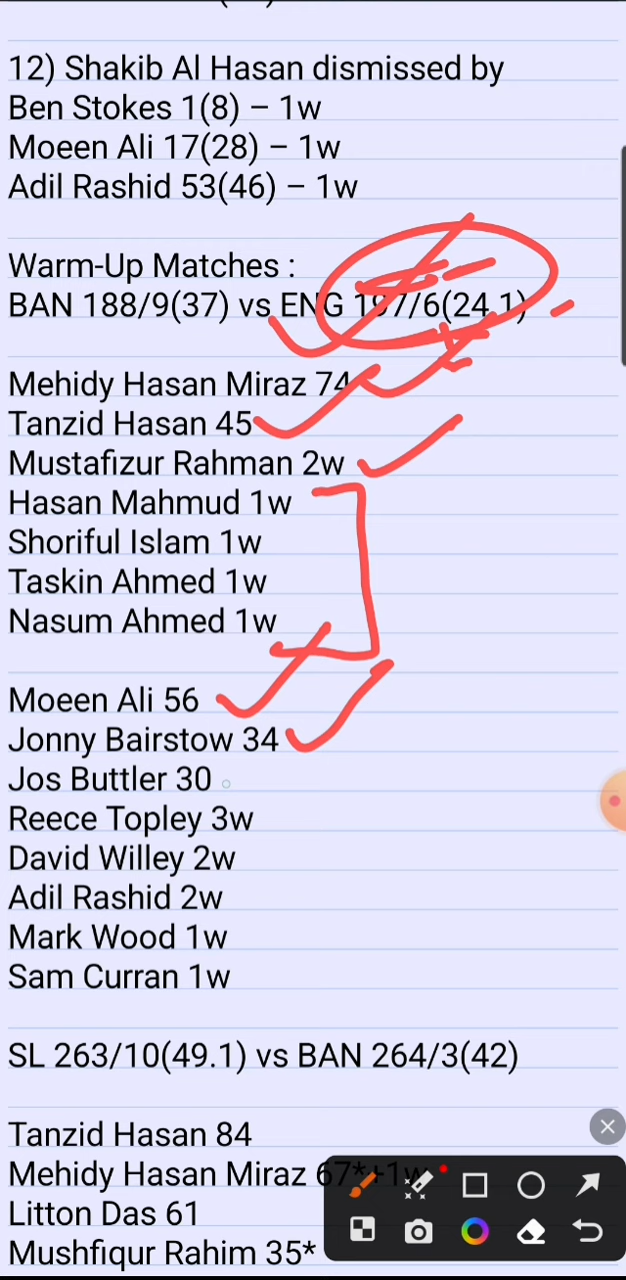 12) Shakib Al Hasan dismissed by
Ben Stokes 1(8) – 1w
Moeen Ali 17(28) – 1w
Adil Rashid 53(46) – 1w
Warm-Up Matches :
BAN 188/9(37) vs ENG 197/6(24.1)
Mehidy Hasan Miraz 74
Tanzid Hasan 45
Mustafizur Rahman 2w
Hasan Mahmud 1w
Shoriful Islam 1w
Taskin Ahmed 1w
Nasum Ahmed 1w
Moeen Ali 56
Jonny Bairstow 34
Jos Buttler 30
Reece Topley 3w
David Willey 2w
Adil Rashid 2w
Mark Wood 1w
Sam Curran 1w
SL 263/10(49.1) vs BAN 264/3(42)
Tanzid Hasan 84
Mehidy Hasan Miraz 67*+1w
Litton Das 61
Mushfiqur Rahim 35*